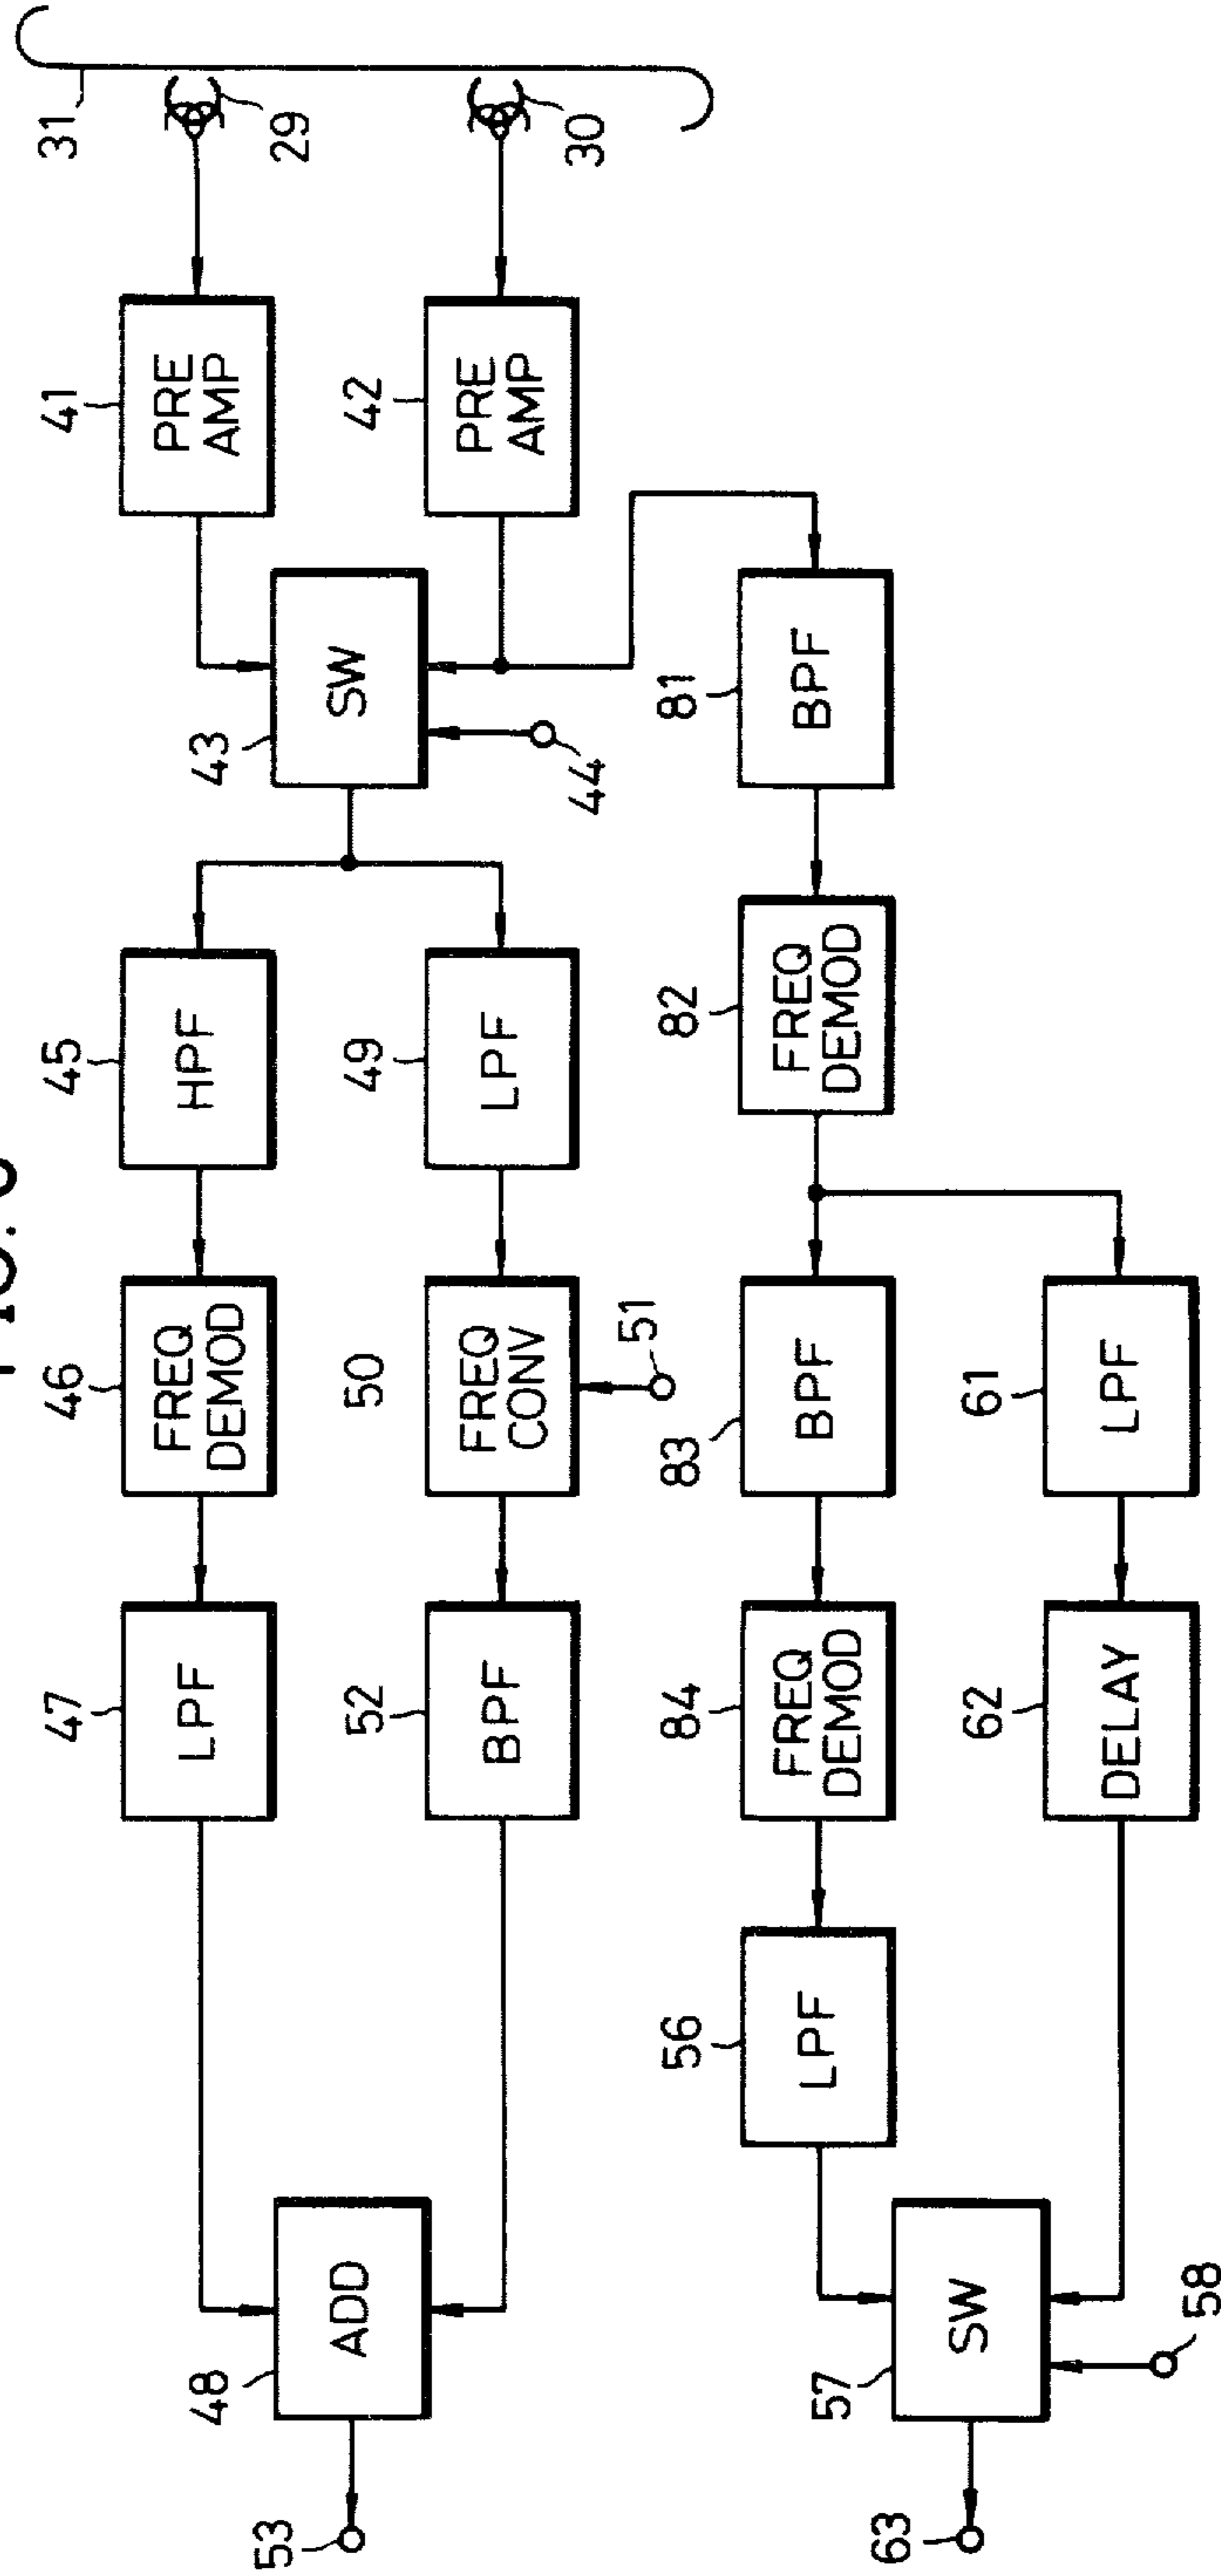 FIG.
47
46
45
41
31
LPF
FREQ
DEMOD
HPF
PRE
AMP
53
48
43
29
ADD
SW
52
50
49
42
BPF
FREQ
CONV
LPF
PRE
AMP
44
30
51
56
84
83
82
81
LPF
FREQ
DEMOD
BPF
FREQ
DEMOD
BPF
63
57
62
61
SW
DELAY
LPF
58